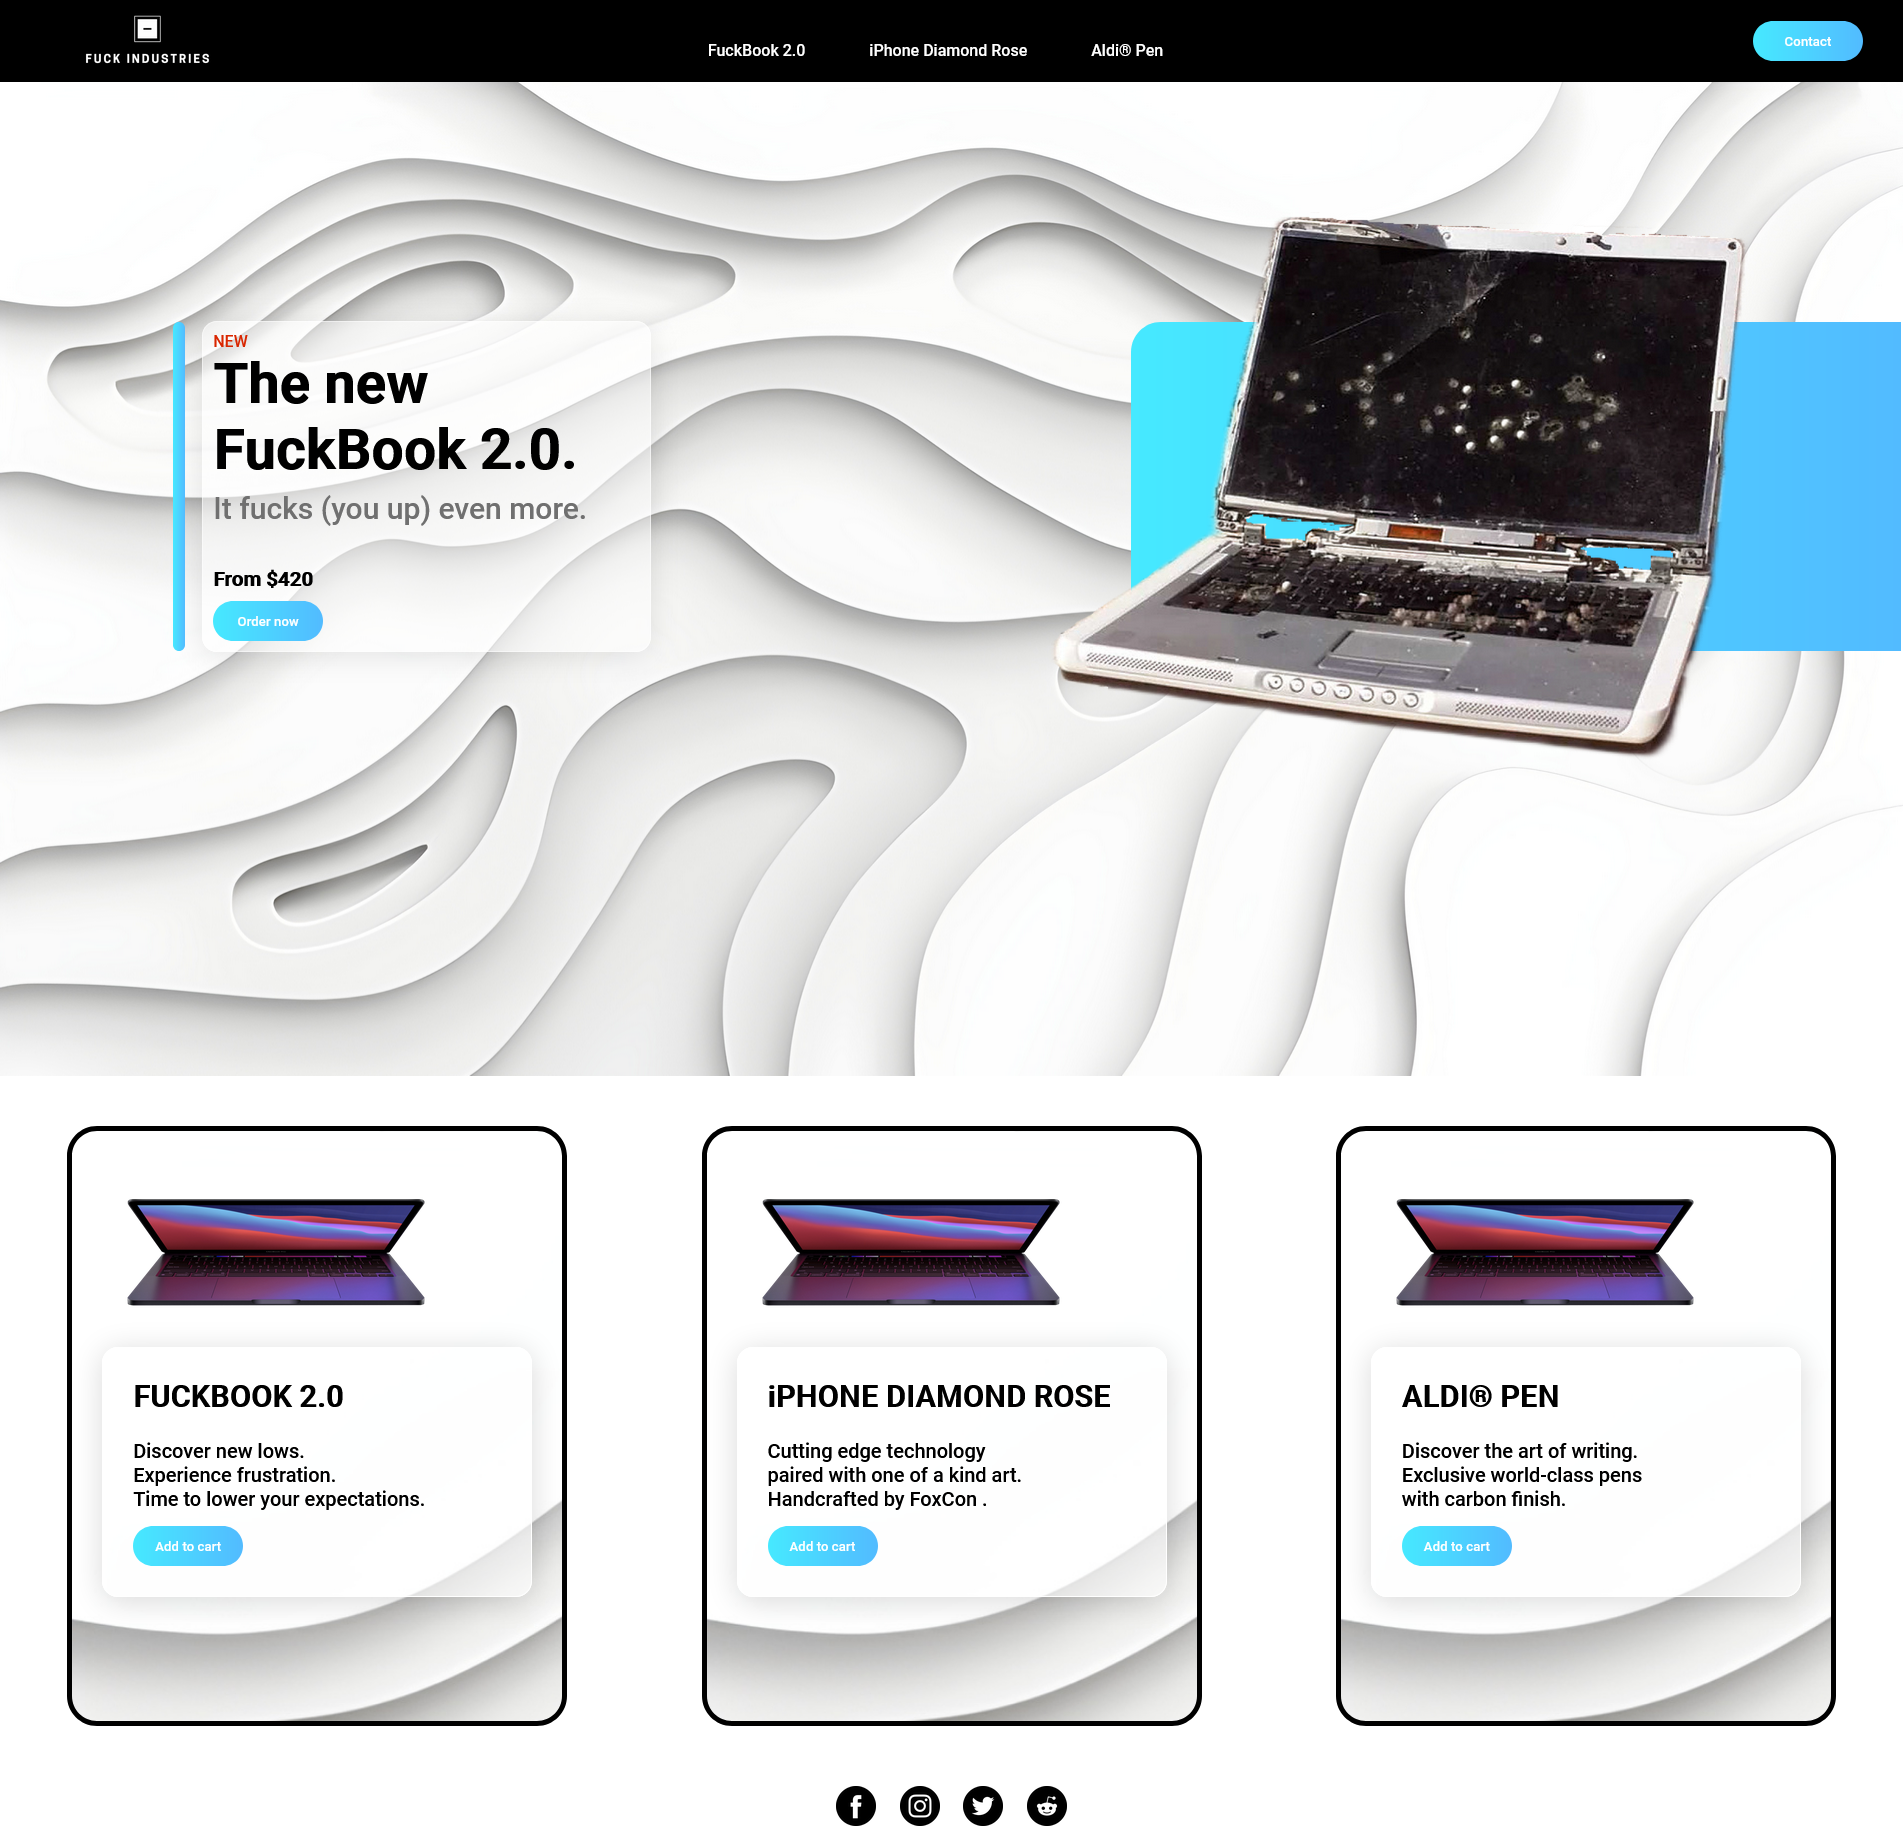 FUCK INDUSTRIES
FuckBook 2.0
iPhone Diamond Rose
Aldi® Pen
Contact
NEW
The new
FuckBook 2.0.
It fucks (you up) even more.
From $420
Order now
FUCKBOOK 2.0
Discover new lows.
Experience frustration.
Time to lower your expectations.
Add to cart
iPHONE DIAMOND ROSE
Cutting edge technology
paired with one of a kind art.
Handcrafted by FoxCon .
Add to cart
ALDI® PEN
Discover the art of writing.
Exclusive world-class pens
with carbon finish.
Add to cart